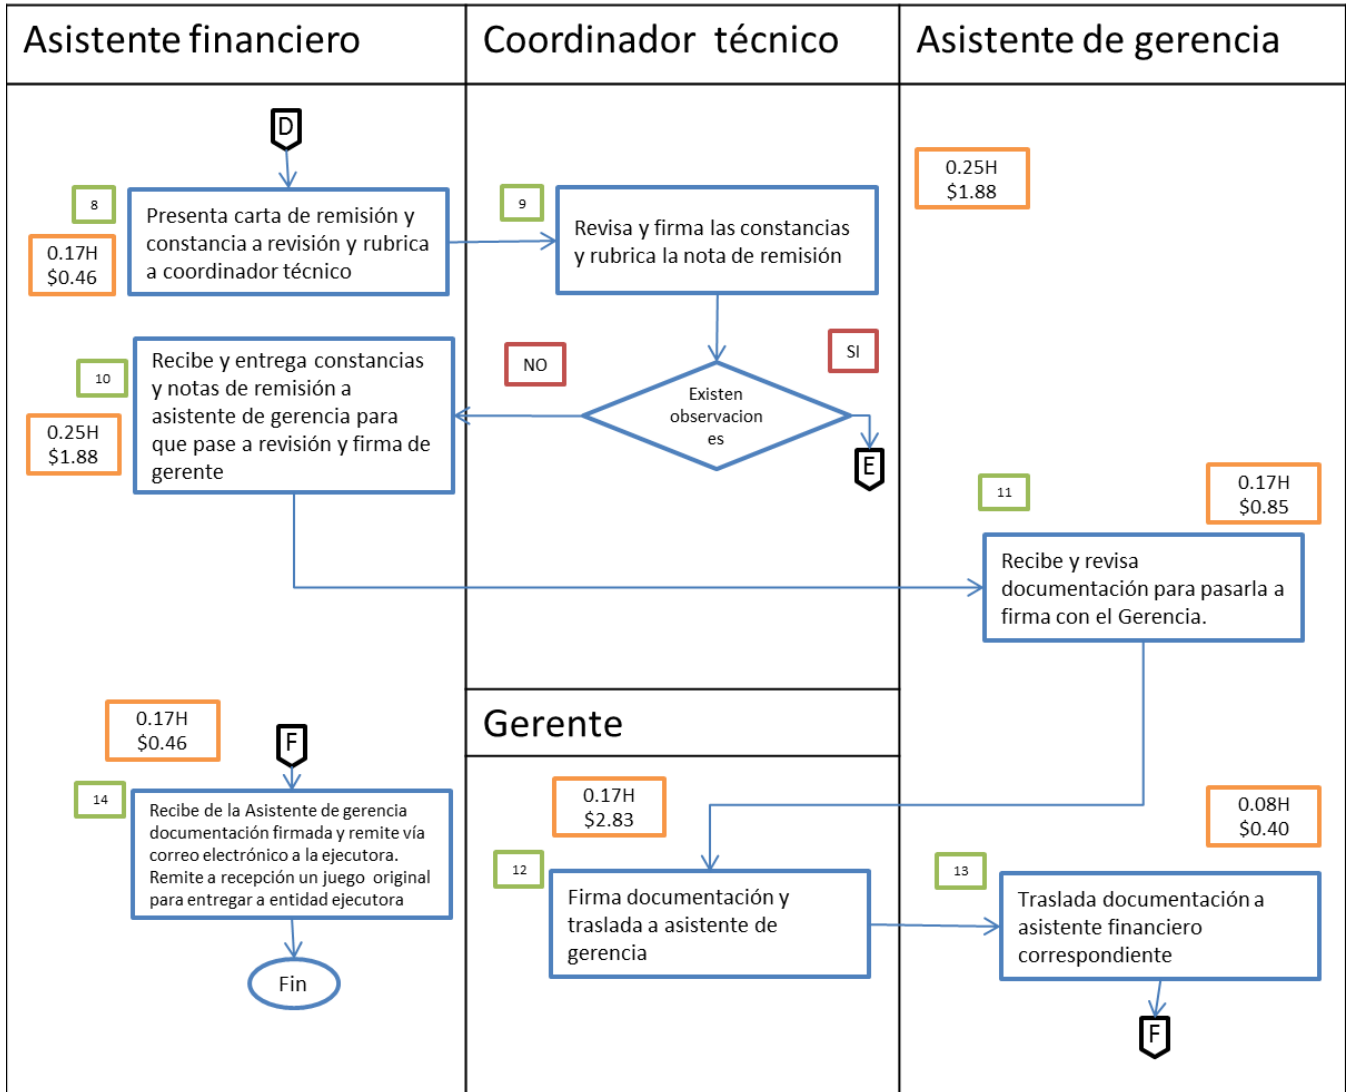 Asistente financiero
Coordinador técnico
Asistente de gerencia
D
8
0.17H
$0.46
Presenta carta de remisión y
constancia a revisión y rubrica
a coordinador técnico
9
Revisa y firma las constancias
y rubrica la nota de remisión
0.25H
$1.88
10
0.25H
$1.88
Recibe y entrega constancias
y notas de remisión a
asistente de gerencia para
que pase a revisión y firma de
gerente
NO
SI
Existen
observacion
es
E
11
0.17H
$0.85
Recibe y revisa
documentación para pasarla a
firma con el Gerencia.
Gerente
0.17H
$2.83
12
Firma documentación y
traslada a asistente de
gerencia
0.08H
$0.40
13
Traslada documentación a
asistente financiero
correspondiente
F
0.17H
$0.46
F
14
Recibe de la Asistente de gerencia
documentación firmada y remite vía
correo electrónico a la ejecutora.
Remite a recepción un juego original
para entregar a entidad ejecutora
Fin